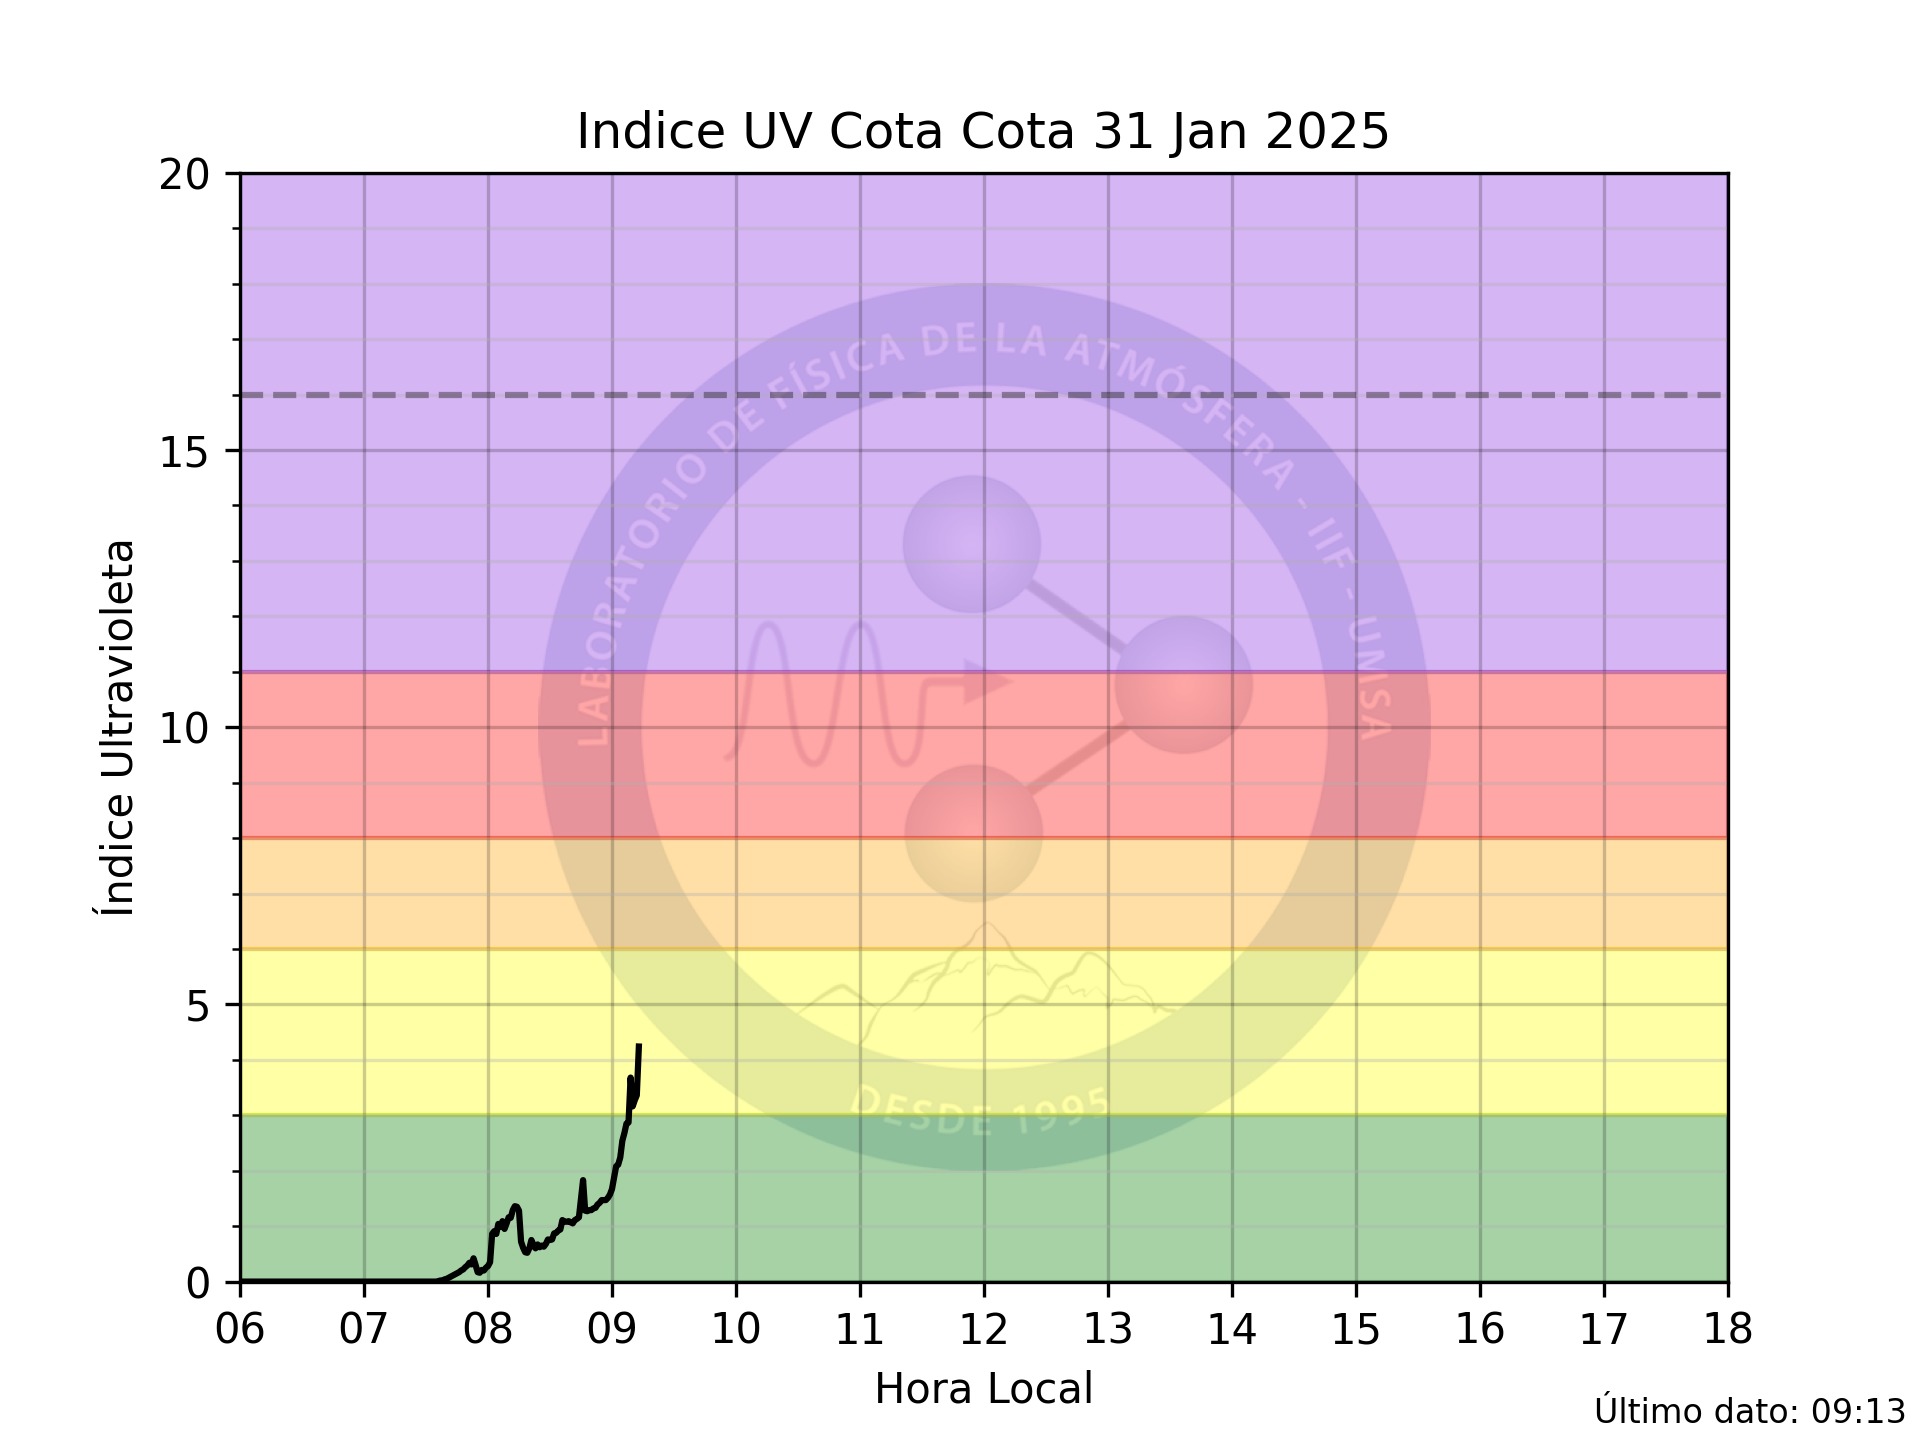 Indice UV Cota Cota 31 Jan 2025
20
15
10
5
0
Índice Ultravioleta
LABORATORIO DE FÍSICA DE LA ATMÓSFERA - IIF - UMSA
DESDE 1995
06 07 08 09 10 11 12 13 14 15 16 17 18
Hora Local
Último dato: 09:13